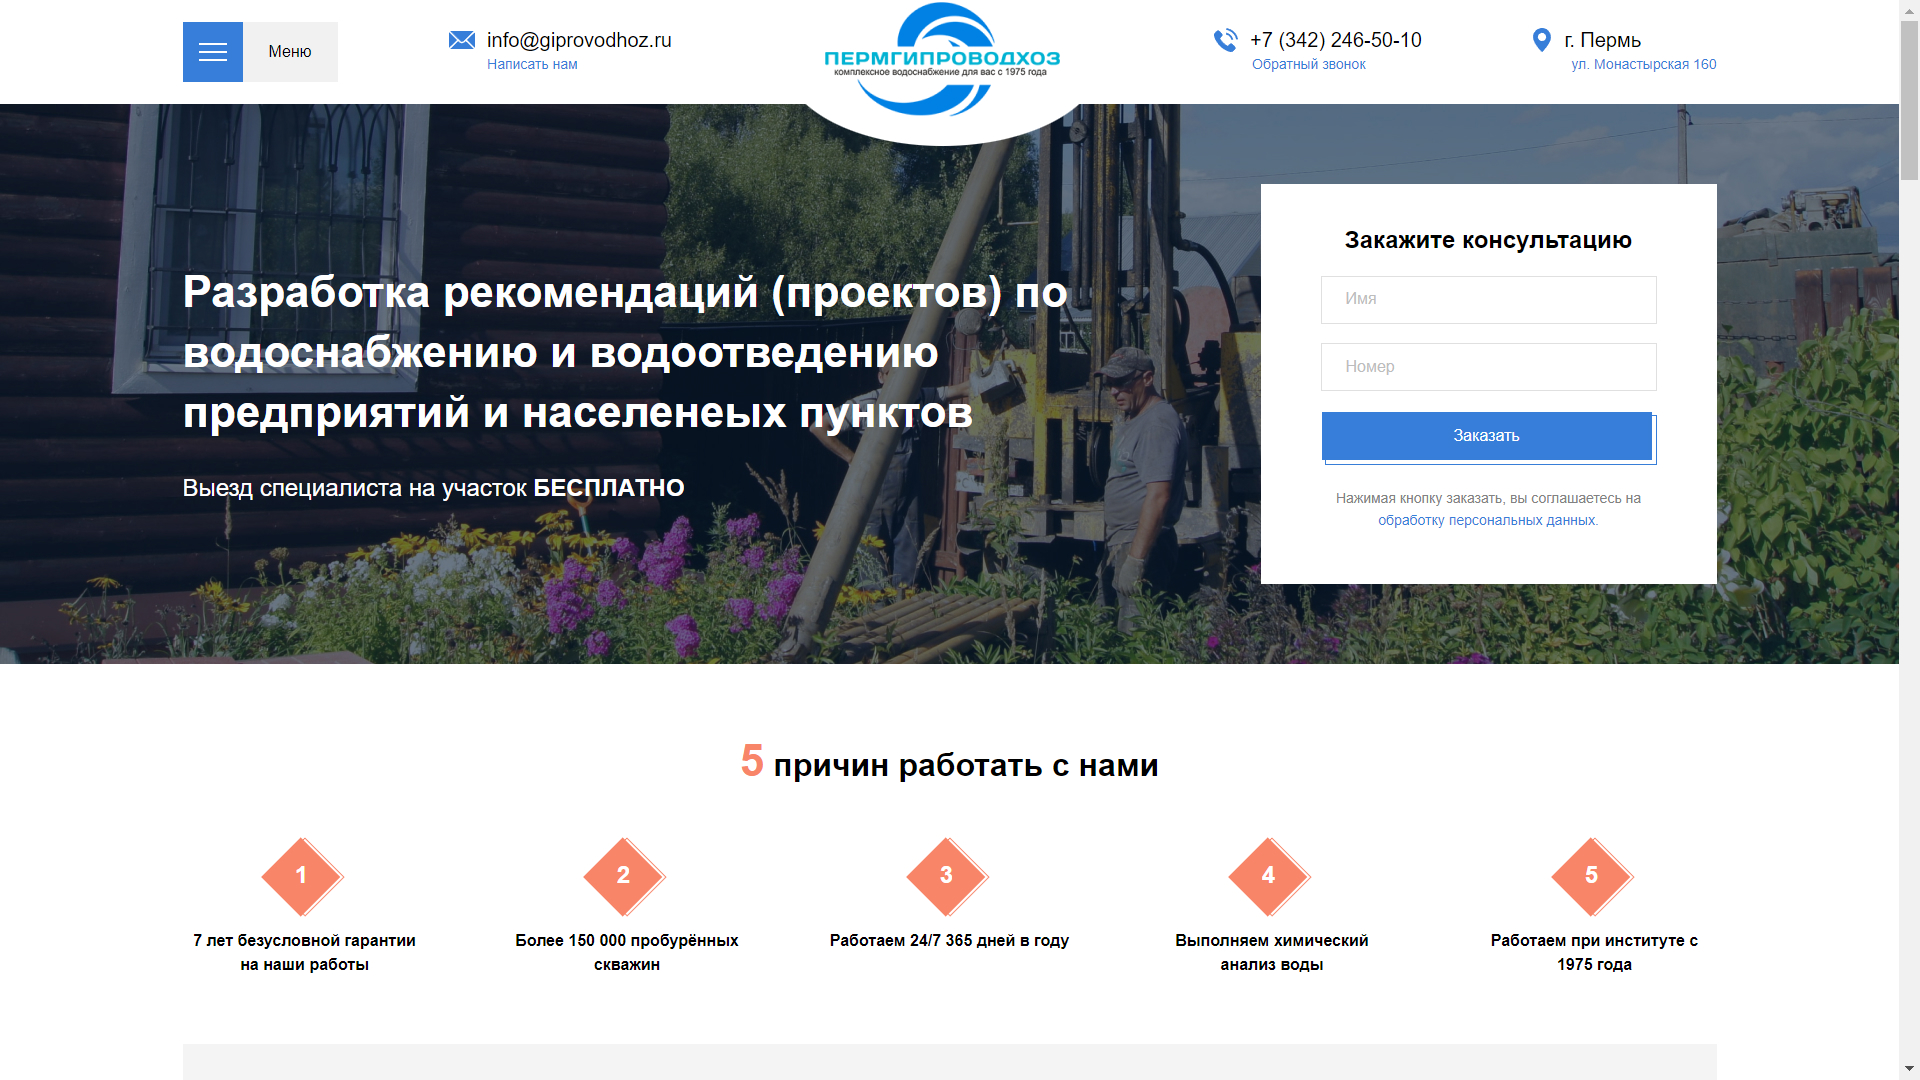 Меню
info@giprovodhoz.ru
Написать нам
ПЕРМГИПРОВОДХОЗ
комплексное водоснабжение для вас с 1975 года
+7 (342) 246-50-10
Обратный звонок
г. Пермь
ул. Монастырская 160
Разработка рекомендаций (проектов) по
водоснабжению и водоотведению
предприятий и населенеых пунктов
Выезд специалиста на участок БЕСПЛАТНО
Закажите консультацию
Имя
Номер
Заказать
Нажимая кнопку заказать, вы соглашаетесь на
обработку персональных данных.
5 причин работать с нами
1
7 лет безусловной гарантии
на наши работы
2
Более 150 000 пробурённых
скважин
3
Работаем 24/7 365 дней в году
4
Выполняем химический
анализ воды
5
Работаем при институте с
1975 года